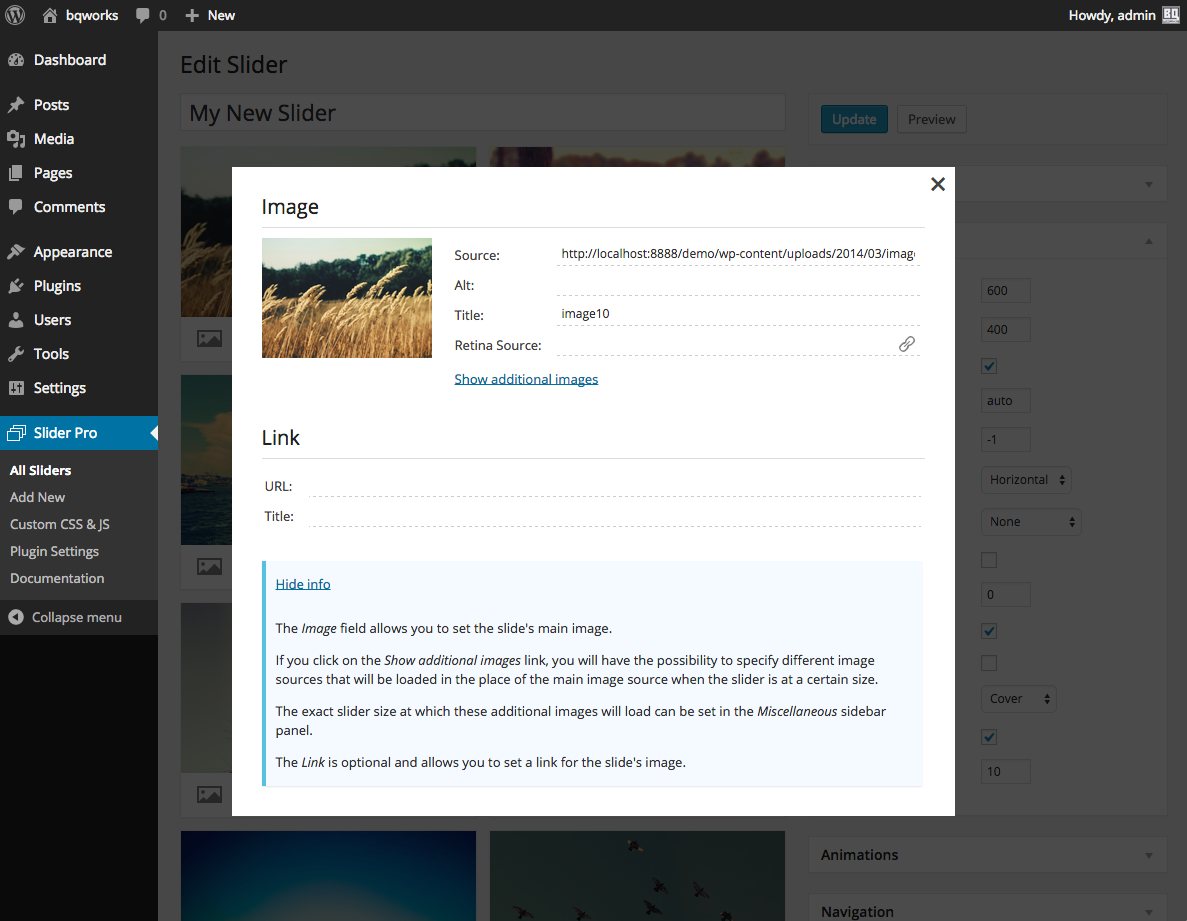 bqworks
0
New
Howdy, admin
Dashboard
Posts
Media
Pages
Comments
Appearance
Plugins
Users
Tools
Settings
Slider Pro
All Sliders
Add New
Custom CSS & JS
Plugin Settings
Documentation
Collapse menu
Edit Slider
My New Slider
Update
Preview
Image
Source:
http://localhost:8888/demo/wp-content/uploads/2014/03/imag
Alt:
Title:
image10
Retina Source:
Show additional images
Link
URL:
Title:
Hide info
The Image field allows you to set the slide's main image.
If you click on the Show additional images link, you will have the possibility to specify different image
sources that will be loaded in the place of the main image source when the slider is at a certain size.
The exact slider size at which these additional images will load can be set in the Miscellaneous sidebar
panel.
The Link is optional and allows you to set a link for the slide's image.
600
400
auto
-1
Horizontal
None
0
Cover
10
Animations
Navigation